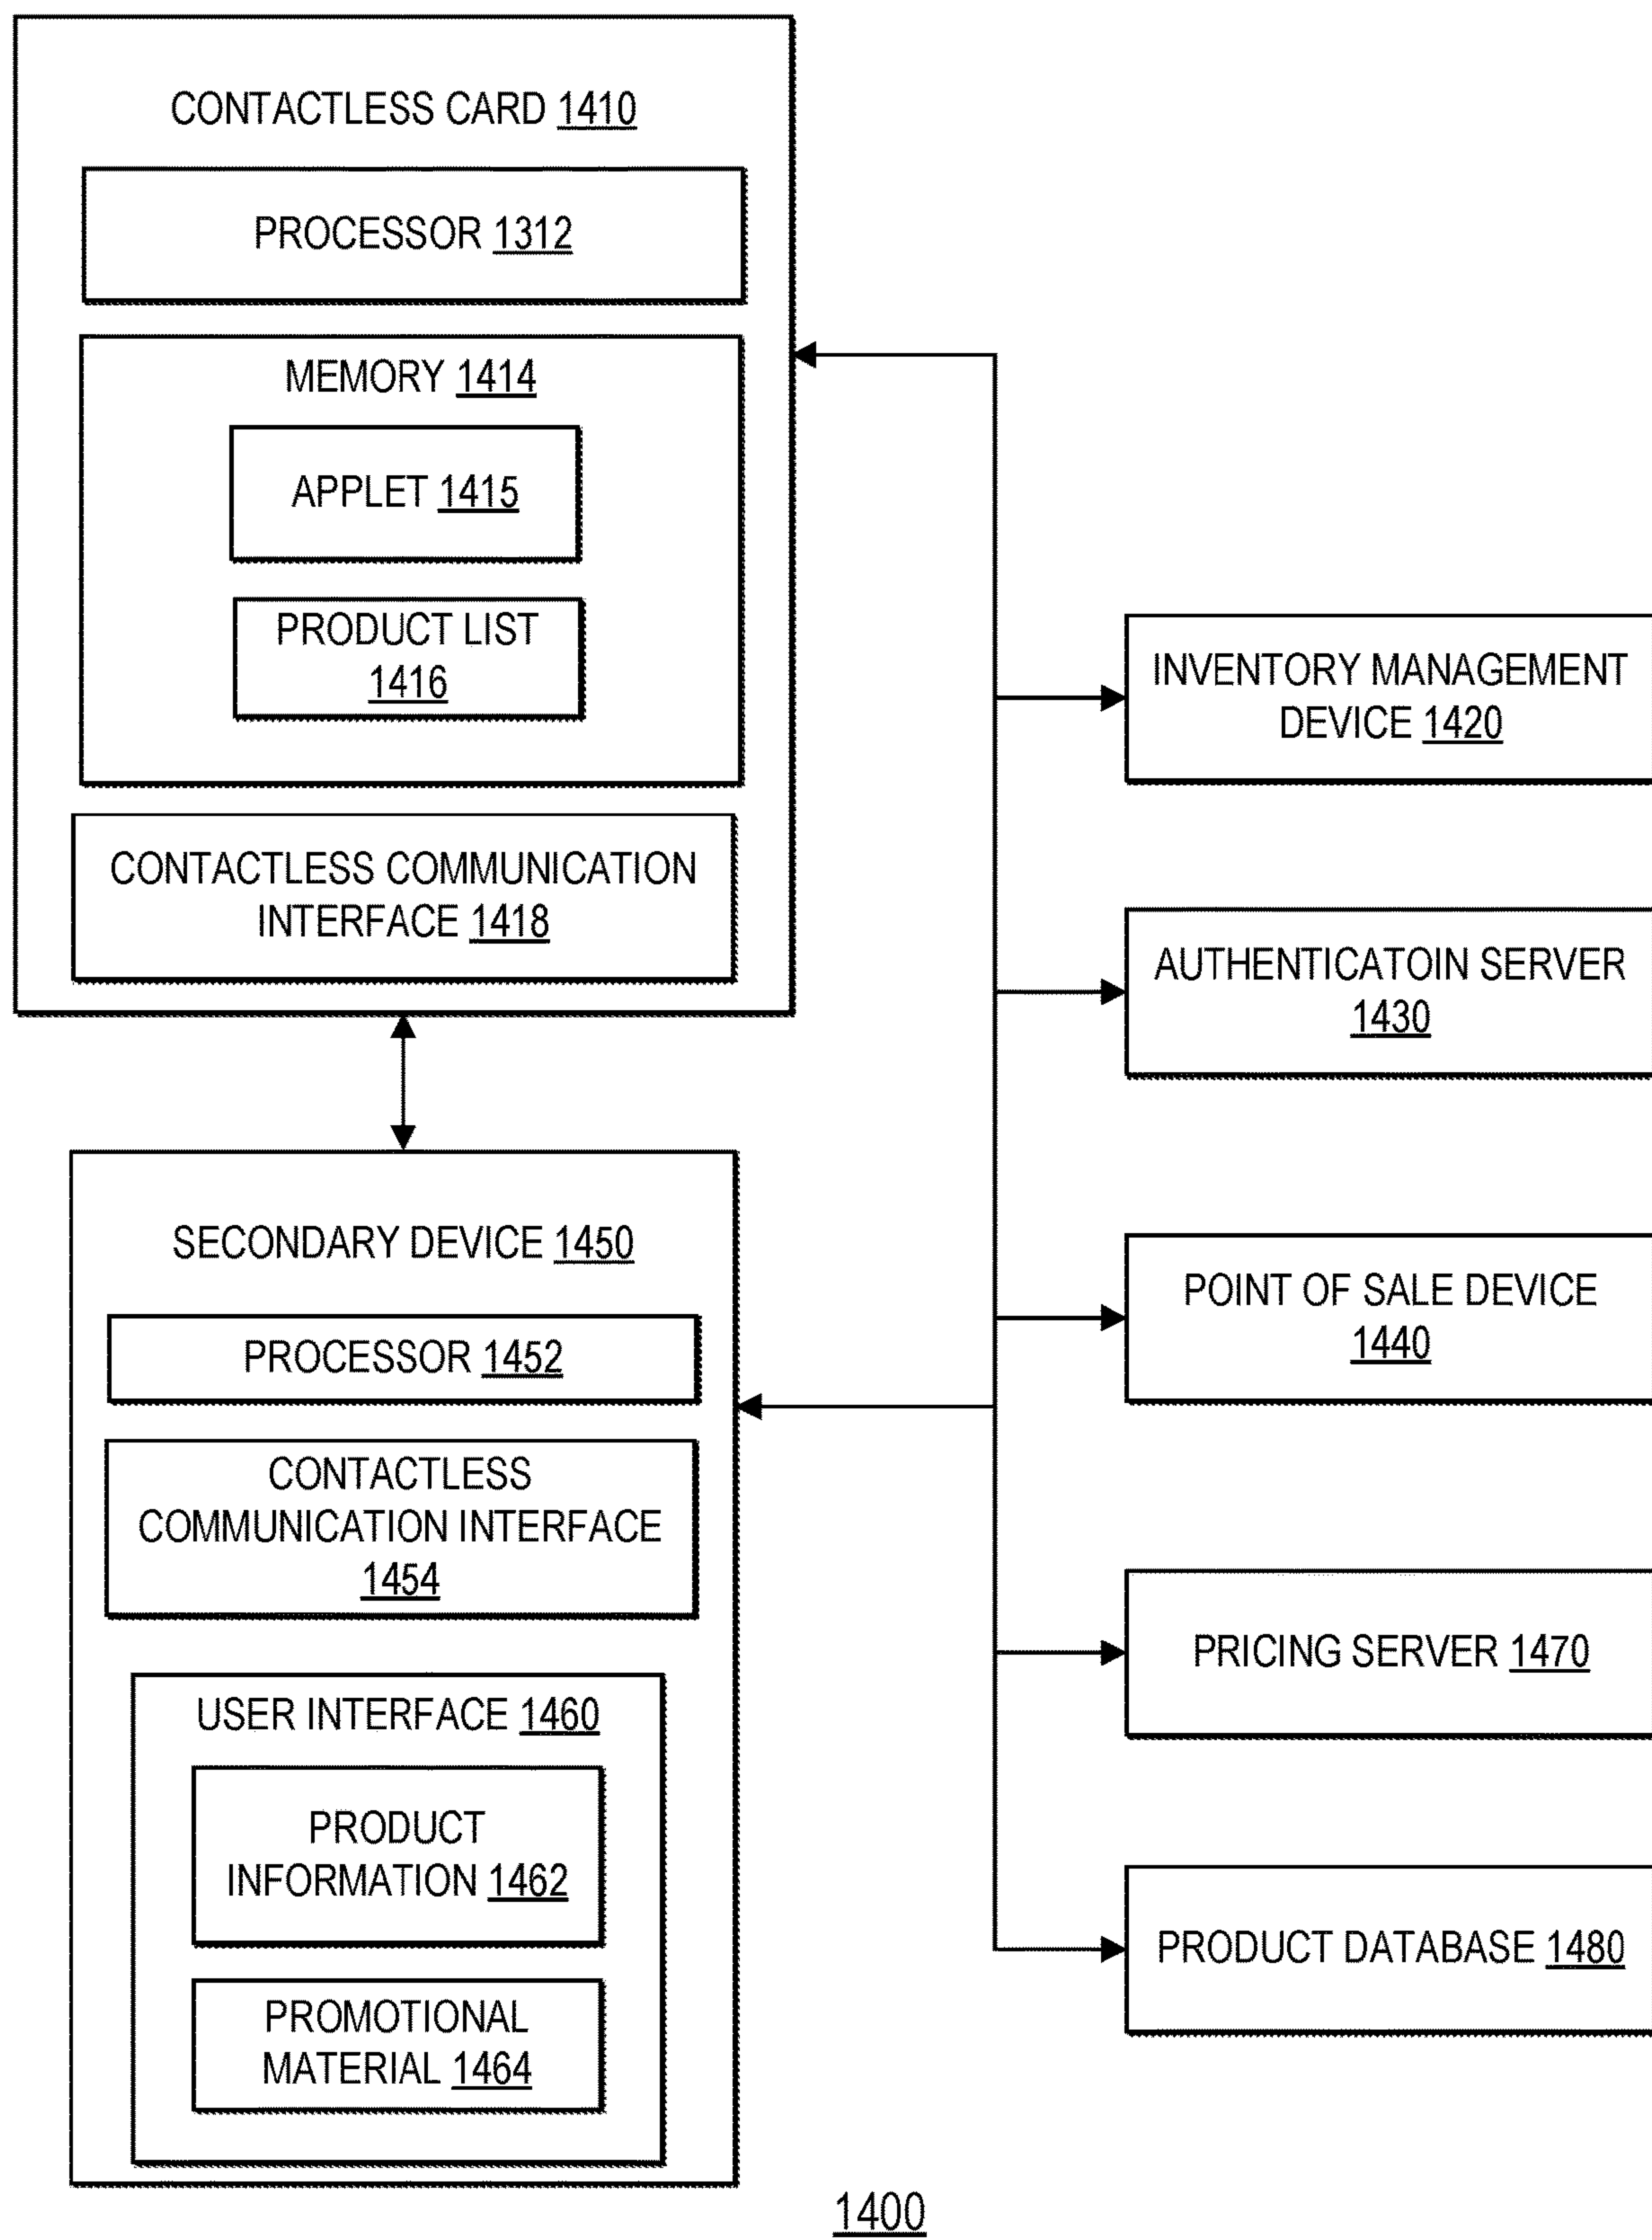 CONTACTLESS CARD 1410
PROCESSOR 1312
MEMORY 1414
APPLET 1415
PRODUCT LIST
1416
CONTACTLESS COMMUNICATION
INTERFACE 1418
INVENTORY MANAGEMENT
DEVICE 1420
AUTHENTICATOIN SERVER
1430
POINT OF SALE DEVICE
1440
PRICING SERVER 1470
PRODUCT DATABASE 1480
SECONDARY DEVICE 1450
PROCESSOR 1452
CONTACTLESS
COMMUNICATION INTERFACE
1454
USER INTERFACE 1460
PRODUCT
INFORMATION 1462
PROMOTIONAL
MATERIAL 1464
1400